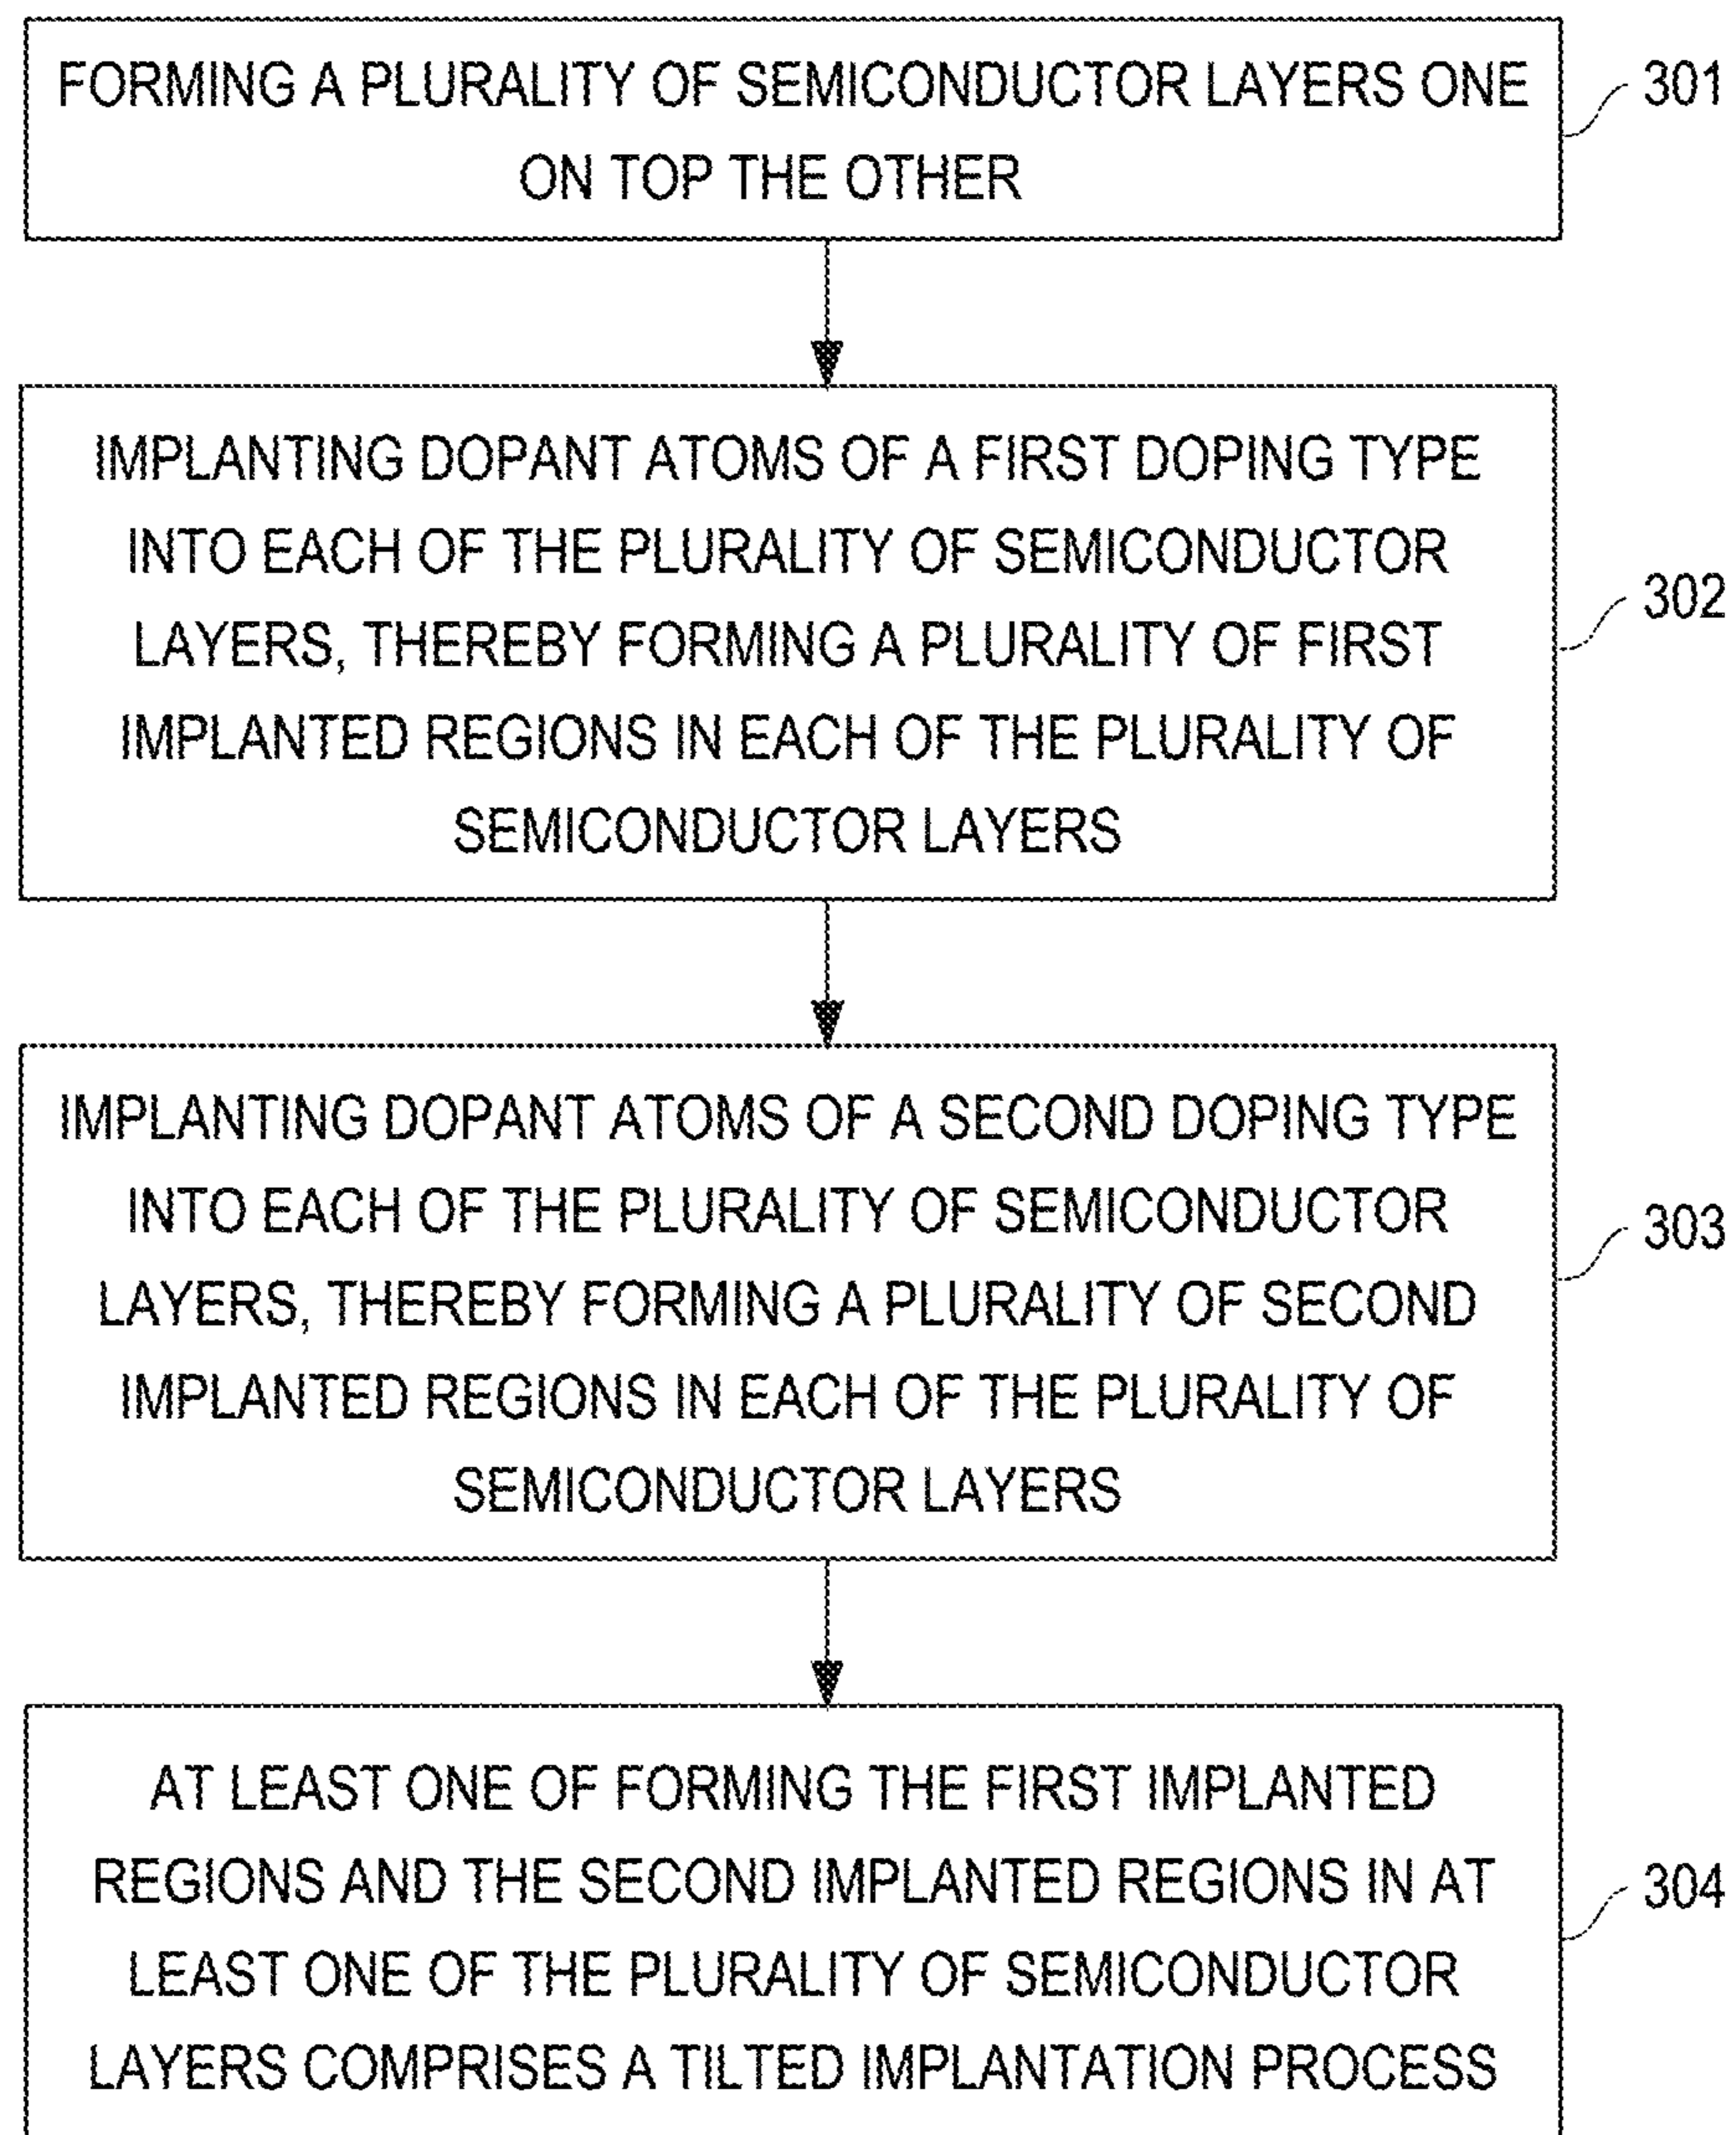 FORMING A PLURALITY OF SEMICONDUCTOR LAYERS ONE
ON TOP THE OTHER
301
IMPLANTING DOPANT ATOMS OF A FIRST DOPING TYPE
INTO EACH OF THE PLURALITY OF SEMICONDUCTOR
LAYERS, THEREBY FORMING A PLURALITY OF FIRST
IMPLANTED REGIONS IN EACH OF THE PLURALITY OF
SEMICONDUCTOR LAYERS
302
IMPLANTING DOPANT ATOMS OF A SECOND DOPING TYPE
INTO EACH OF THE PLURALITY OF SEMICONDUCTOR
LAYERS, THEREBY FORMING A PLURALITY OF SECOND
IMPLANTED REGIONS IN EACH OF THE PLURALITY OF
SEMICONDUCTOR LAYERS
303
AT LEAST ONE OF FORMING THE FIRST IMPLANTED
REGIONS AND THE SECOND IMPLANTED REGIONS IN AT
LEAST ONE OF THE PLURALITY OF SEMICONDUCTOR
LAYERS COMPRISES A TILTED IMPLANTATION PROCESS
304